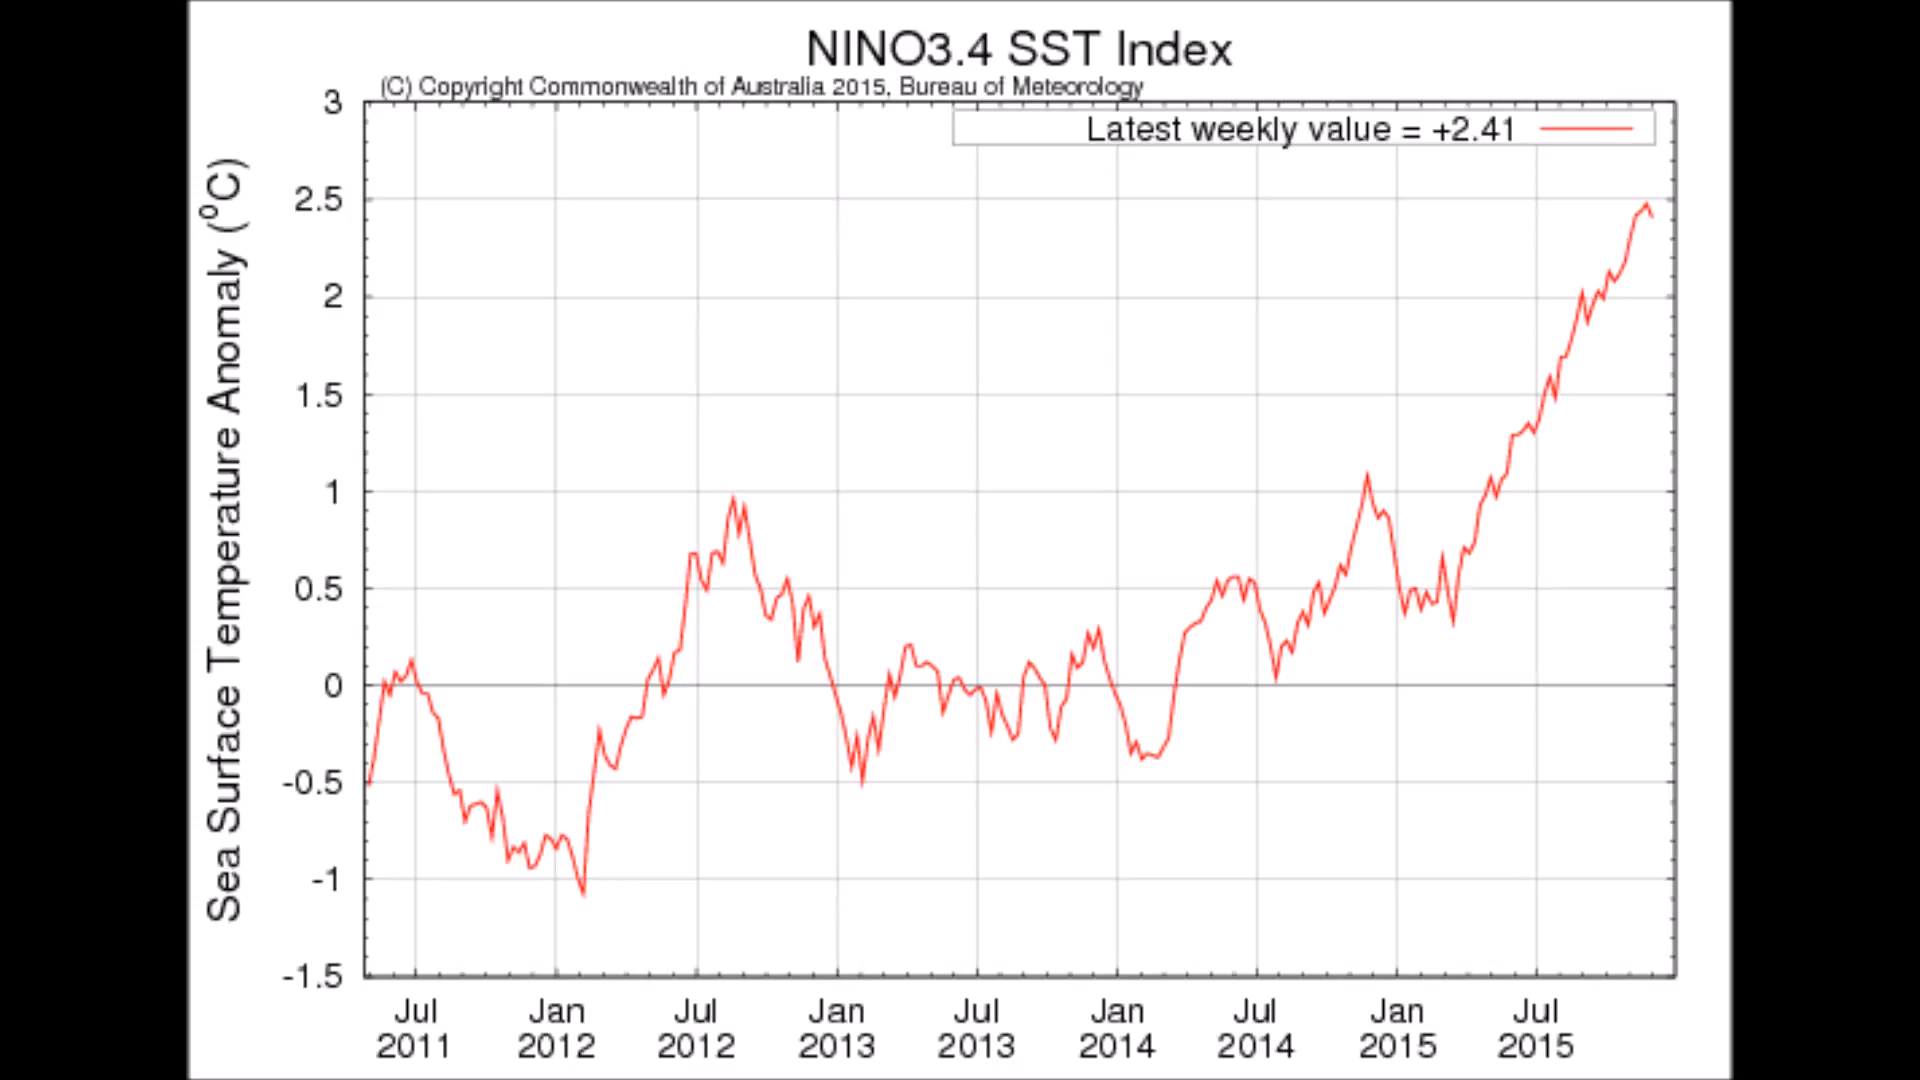 NINO3.4 SST Index
(C) Copyright Commonwealth of Australia 2015, Bureau of Meteorology
Latest weekly value = +2.41
Sea Surface Temperature Anomaly (°C)
3
2.5
2
1.5
1
0.5
0
-0.5
-1
-1.5
Jul Jan Jul Jan Jul Jan Jul Jan Jul
2011 2012 2012 2013 2013 2014 2014 2015 2015